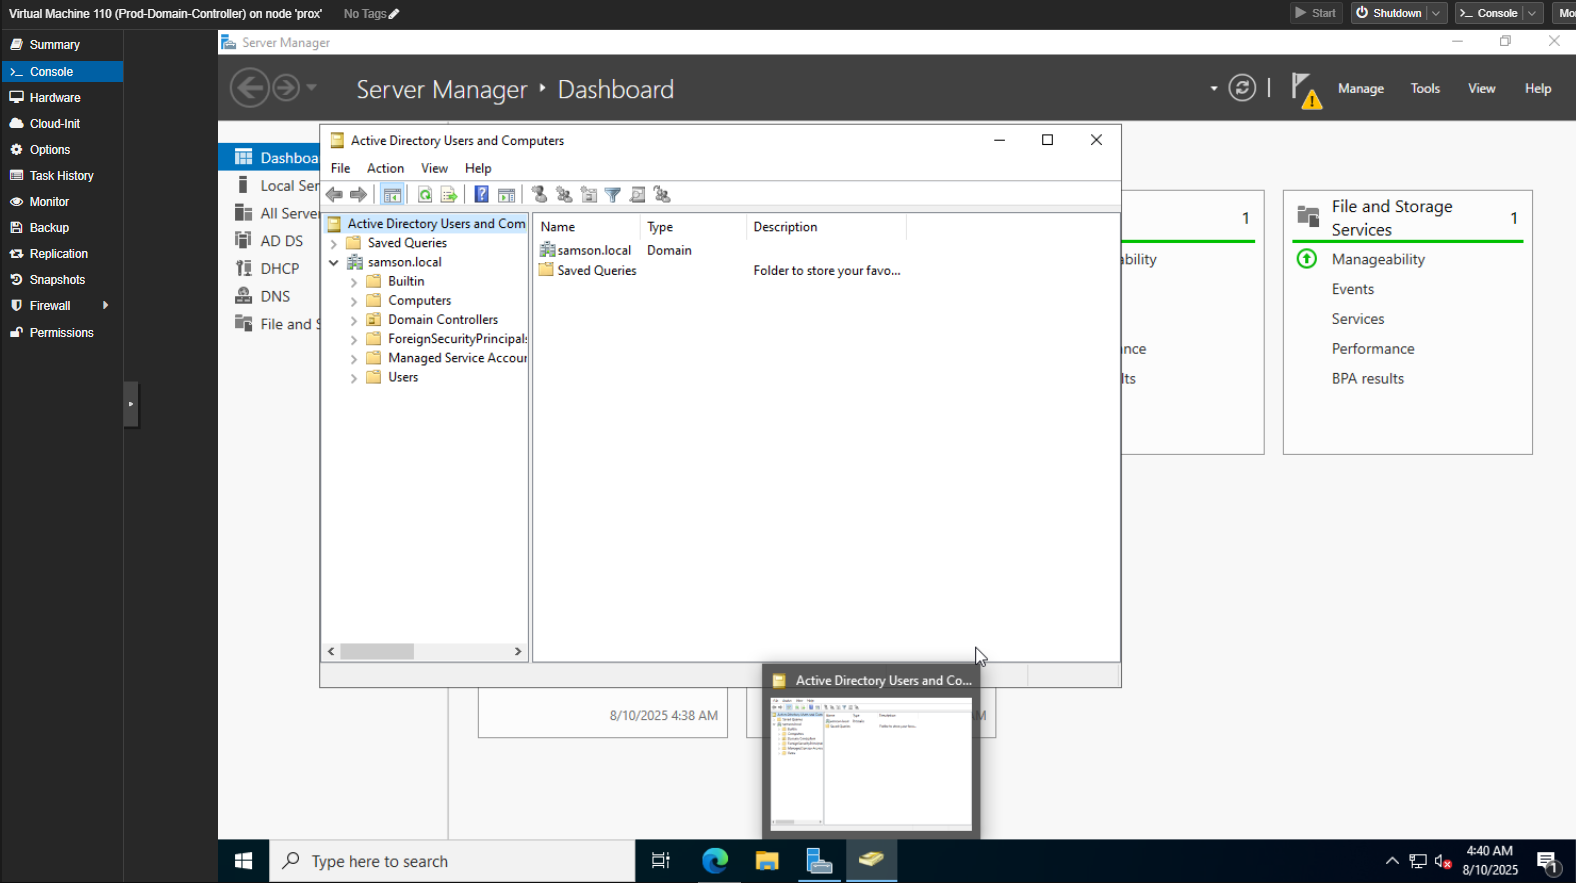 Virtual Machine 110 (Prod-Domain-Controller) on node 'prox'
No Tags
Start
Shutdown
Console
Mo
Summary
Console
Hardware
Cloud-Init
Options
Task History
Monitor
Backup
Replication
Snapshots
Firewall
Permissions
Server Manager
Server Manager
Dashboard
Manage
Tools
View
Help
Dashboa
Local Ser
All Server
AD DS
DHCP
DNS
File and S
Active Directory Users and Computers
File
Action
View
Help
Active Directory Users and Com
Saved Queries
samson.local
Builtin
Computers
Domain Controllers
ForeignSecurityPrincipals
Managed Service Accour
Users
Name
Type
Description
samson.local
Domain
Saved Queries
Folder to store your favo...
1
ability
nce
lts
File and Storage
Services
1
Manageability
Events
Services
Performance
BPA results
8/10/2025 4:38 AM
AM
Active Directory Users and Co...
Type here to search
4:40 AM
8/10/2025
1